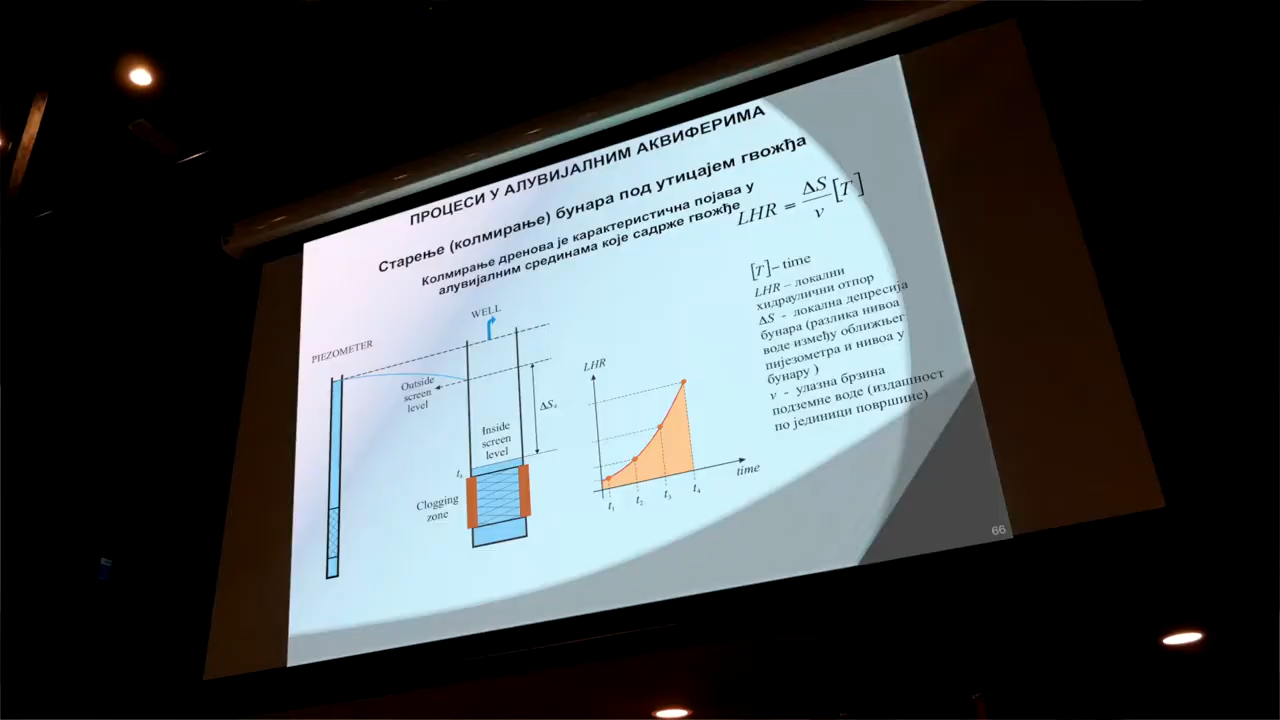 ПРОЦЕСИ У АЛУВИЈАЛНИМ АКВИФЕРИМА
Старење (колмирање) бунара под утицајем гвожђа
Колмирање дренова је карактеристична појава у
алувијалним срединама које садрже гвожђе
LHR = ΔS/v [T]
[T] – time
LHR – локални
хидраулични отпор
ΔS - локална депресија
бунара (разлика нивоа
воде између оближњег
пијезометра и нивоа у
бунару )
v - улазна брзина
подземне воде (издашност
по јединици површине)
WELL
PIEZOMETER
Outside
screen
level
ΔS₄
Inside
screen
level
t₄
Clogging
zone
LHR
time
t₁ t₂ t₃ t₄
66